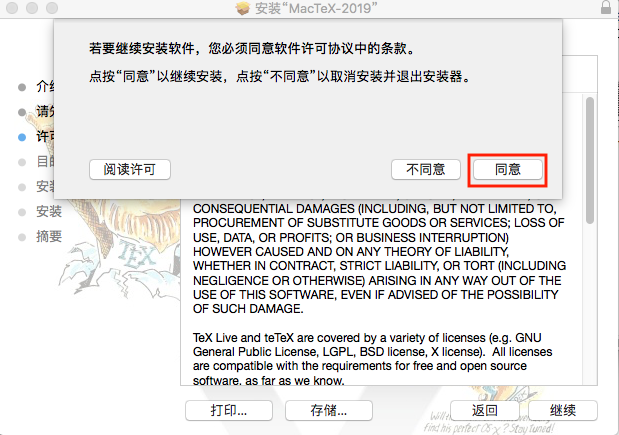 安装“MacTeX-2019”
若要继续安装软件，您必须同意软件许可协议中的条款。
点按“同意”以继续安装，点按“不同意”以取消安装并退出安装器。
阅读许可
不同意
同意
介绍
请先
许可
目的
安装
安装
摘要
TEX
CONSEQUENTIAL DAMAGES (INCLUDING, BUT NOT LIMITED TO,
PROCUREMENT OF SUBSTITUTE GOODS OR SERVICES; LOSS OF
USE, DATA, OR PROFITS; OR BUSINESS INTERRUPTION)
HOWEVER CAUSED AND ON ANY THEORY OF LIABILITY,
WHETHER IN CONTRACT, STRICT LIABILITY, OR TORT (INCLUDING
NEGLIGENCE OR OTHERWISE) ARISING IN ANY WAY OUT OF THE
USE OF THIS SOFTWARE, EVEN IF ADVISED OF THE POSSIBILITY
OF SUCH DAMAGE.
TeX Live and teTeX are covered by a variety of licenses (e.g. GNU
General Public License, LGPL, BSD license, X license).  All licenses
are compatible with the requirements for free and open source
software, as far as we know.
打印...
存储...
返回
继续
find his perfect OS X? Stay tuned!